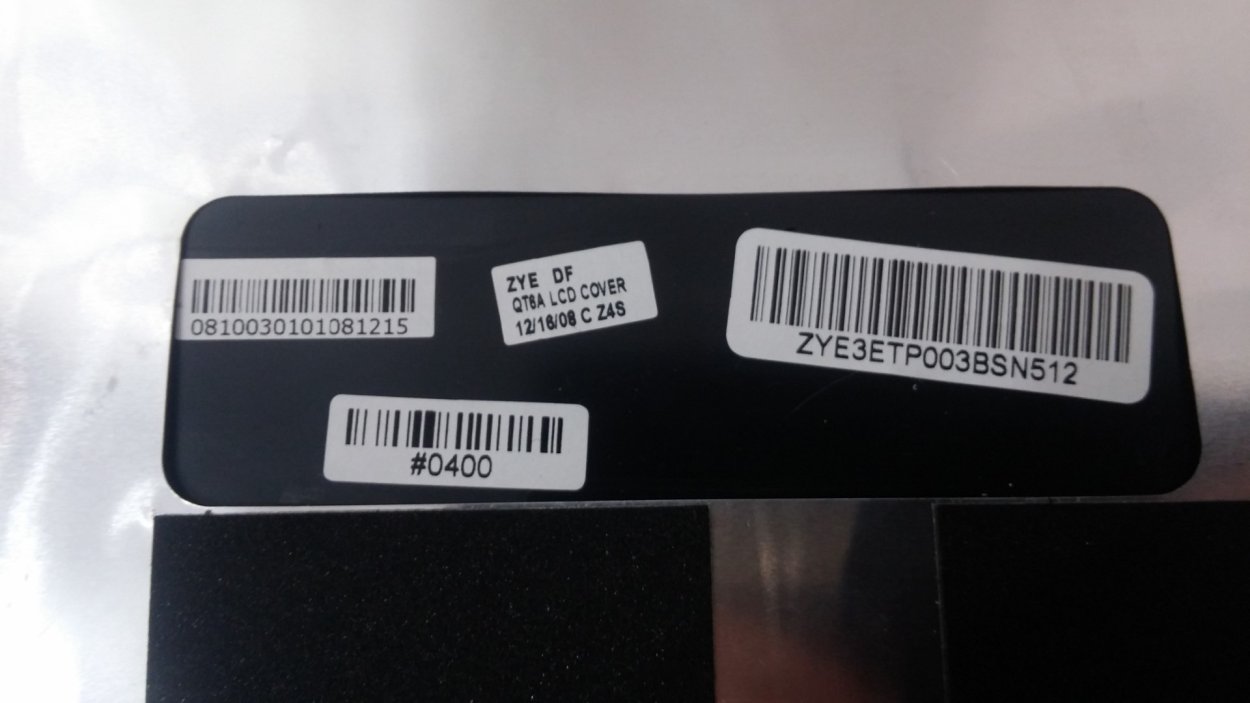 0810030101081215
ZYE DF
QT6A LCD COVER
12/16/08 C Z4S
ZYE3ETP003BSN512
#0400